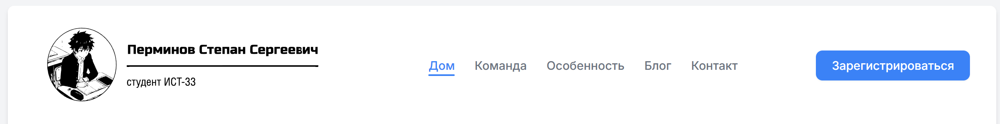 Перминов Степан Сергеевич
студент ИСТ-33
Дом Команда Особенность Блог Контакт
Зарегистрироваться